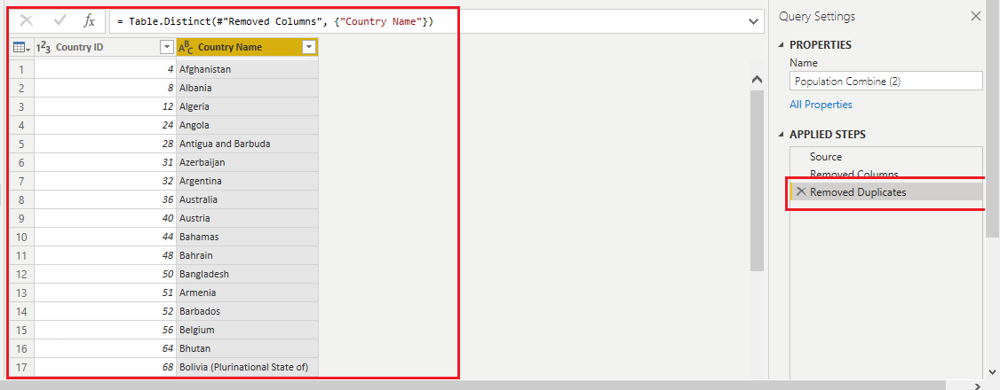 fx = Table.Distinct(#"Removed Columns", {"Country Name"})
1²3 Country ID ABC Country Name
1 4 Afghanistan
2 8 Albania
3 12 Algeria
4 24 Angola
5 28 Antigua and Barbuda
6 31 Azerbaijan
7 32 Argentina
8 36 Australia
9 40 Austria
10 44 Bahamas
11 48 Bahrain
12 50 Bangladesh
13 51 Armenia
14 52 Barbados
15 56 Belgium
16 64 Bhutan
17 68 Bolivia (Plurinational State of)
Query Settings
PROPERTIES
Name
Population Combine (2)
All Properties
APPLIED STEPS
Source
Removed Columns
Removed Duplicates